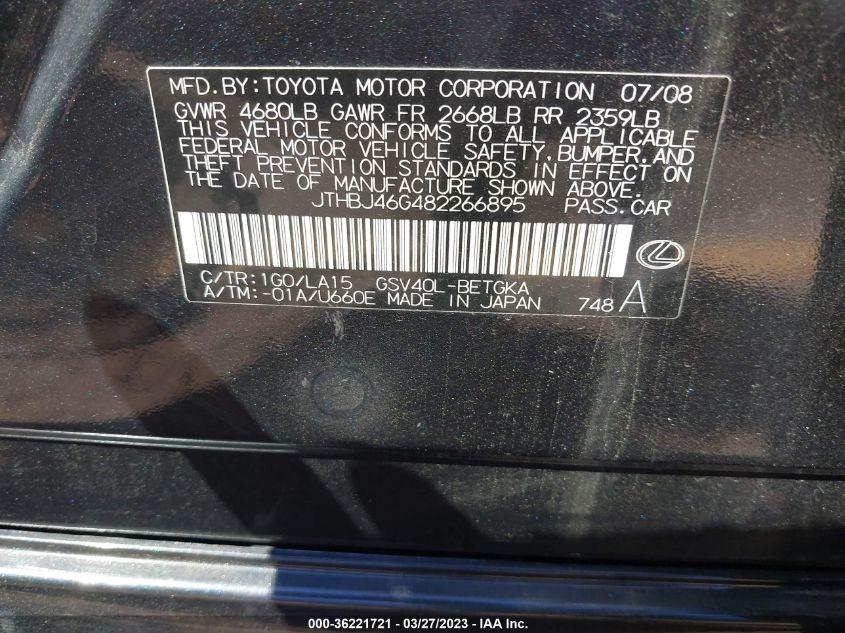 MFD.BY:TOYOTA MOTOR CORPORATION 07/08
GVWR 4680LB GAWR FR 2668LB RR 2359LB
THIS VEHICLE CONFORMS TO ALL APPLICABLE
FEDERAL MOTOR VEHICLE SAFETY,BUMPER,AND
THEFT PREVENTION STANDARDS IN EFFECT ON
THE DATE OF MANUFACTURE SHOWN ABOVE.
JTHBJ46G482266895 PASS.CAR
C/TR:1G0/LA15 GSV40L-BETGKA
A/TM:-01A/U660E MADE IN JAPAN 748 A
000-36221721 - 03/27/2023 - © IAA Inc.